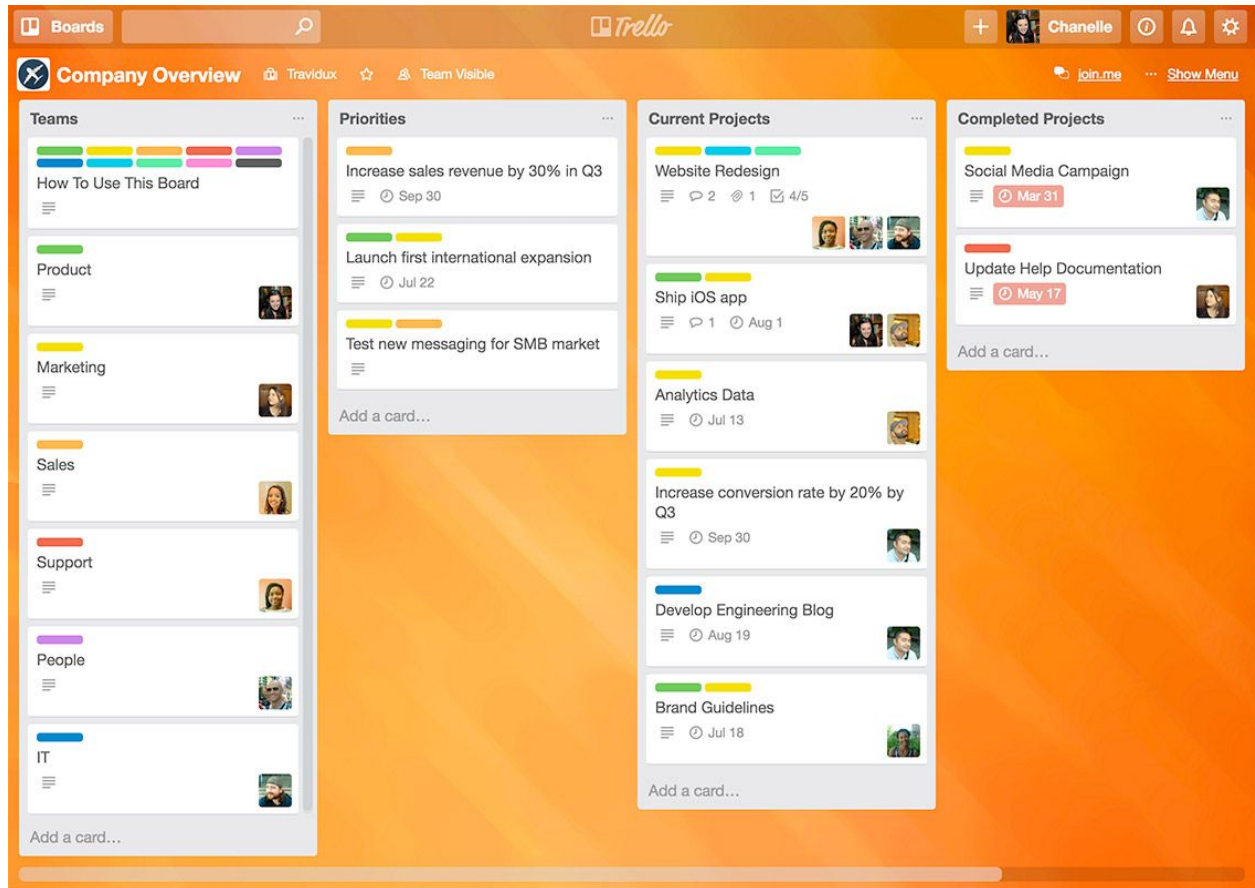 Boards
Trello
Chanelle
Company Overview
Travidux
Team Visible
join.me
... Show Menu
Teams
...
How To Use This Board
Product
Marketing
Sales
Support
People
IT
Add a card...
Priorities
...
Increase sales revenue by 30% in Q3
Sep 30
Launch first international expansion
Jul 22
Test new messaging for SMB market
Add a card...
Current Projects
...
Website Redesign
2 1 4/5
Ship iOS app
1 Aug 1
Analytics Data
Jul 13
Increase conversion rate by 20% by
Q3
Sep 30
Develop Engineering Blog
Aug 19
Brand Guidelines
Jul 18
Add a card...
Completed Projects
...
Social Media Campaign
Mar 31
Update Help Documentation
May 17
Add a card...